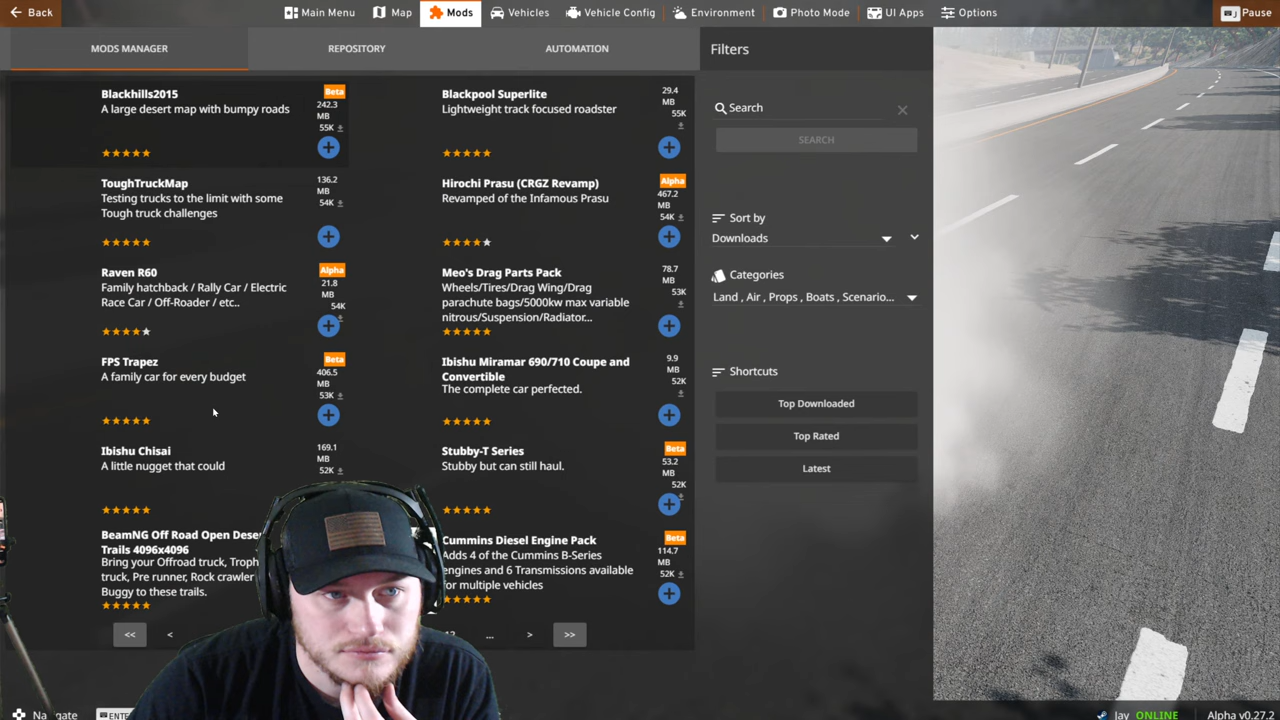 Back
Main Menu
Map
Mods
Vehicles
Vehicle Config
Environment
Photo Mode
UI Apps
Options
Pause
MODS MANAGER
REPOSITORY
AUTOMATION
Filters
Blackhills2015
A large desert map with bumpy roads
Beta
242.3
MB
55K
Blackpool Superlite
Lightweight track focused roadster
29.4
MB
55K
ToughTruckMap
Testing trucks to the limit with some
Tough truck challenges
136.2
MB
54K
Hirochi Prasu (CRGZ Revamp)
Revamped of the Infamous Prasu
Alpha
467.2
MB
54K
Raven R60
Family hatchback / Rally Car / Electric
Race Car / Off-Roader / etc..
Alpha
21.8
MB
54K
Meo's Drag Parts Pack
Wheels/Tires/Drag Wing/Drag
parachute bags/5000kw max variable
nitrous/Suspension/Radiator...
78.7
MB
53K
FPS Trapez
A family car for every budget
Beta
406.5
MB
53K
Ibishu Miramar 690/710 Coupe and
Convertible
The complete car perfected.
9.9
MB
52K
Ibishu Chisai
A little nugget that could
169.1
MB
52K
Stubby-T Series
Stubby but can still haul.
Beta
53.2
MB
52K
BeamNG Off Road Open Dese
Trails 4096x4096
Bring your Offroad truck, Troph
truck, Pre runner, Rock crawler
Buggy to these trails.
Cummins Diesel Engine Pack
Adds 4 of the Cummins B-Series
engines and 6 Transmissions available
for multiple vehicles
Beta
114.7
MB
52K
<<
<
...
>
>>
Search
SEARCH
Sort by
Downloads
Categories
Land , Air , Props , Boats , Scenario...
Shortcuts
Top Downloaded
Top Rated
Latest
Navigate
Jay ONLINE
Alpha v0.27.2